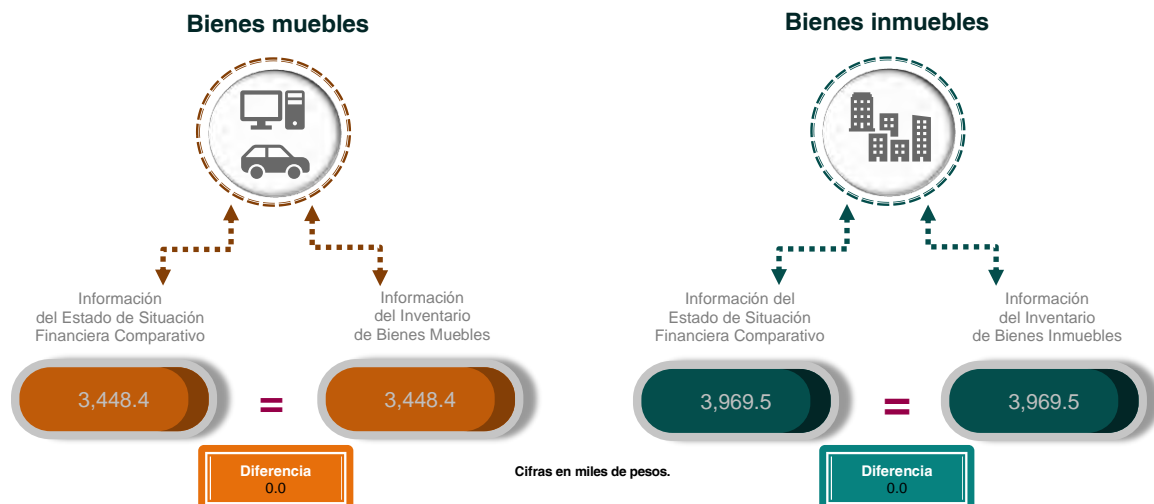 Bienes muebles
Información
del Estado de Situación
Financiera Comparativo
Información
del Inventario
de Bienes Muebles
3,448.4
=
3,448.4
Diferencia
0.0
Cifras en miles de pesos.
Bienes inmuebles
Información del
Estado de Situación
Financiera Comparativo
Información
del Inventario
de Bienes Inmuebles
3,969.5
=
3,969.5
Diferencia
0.0